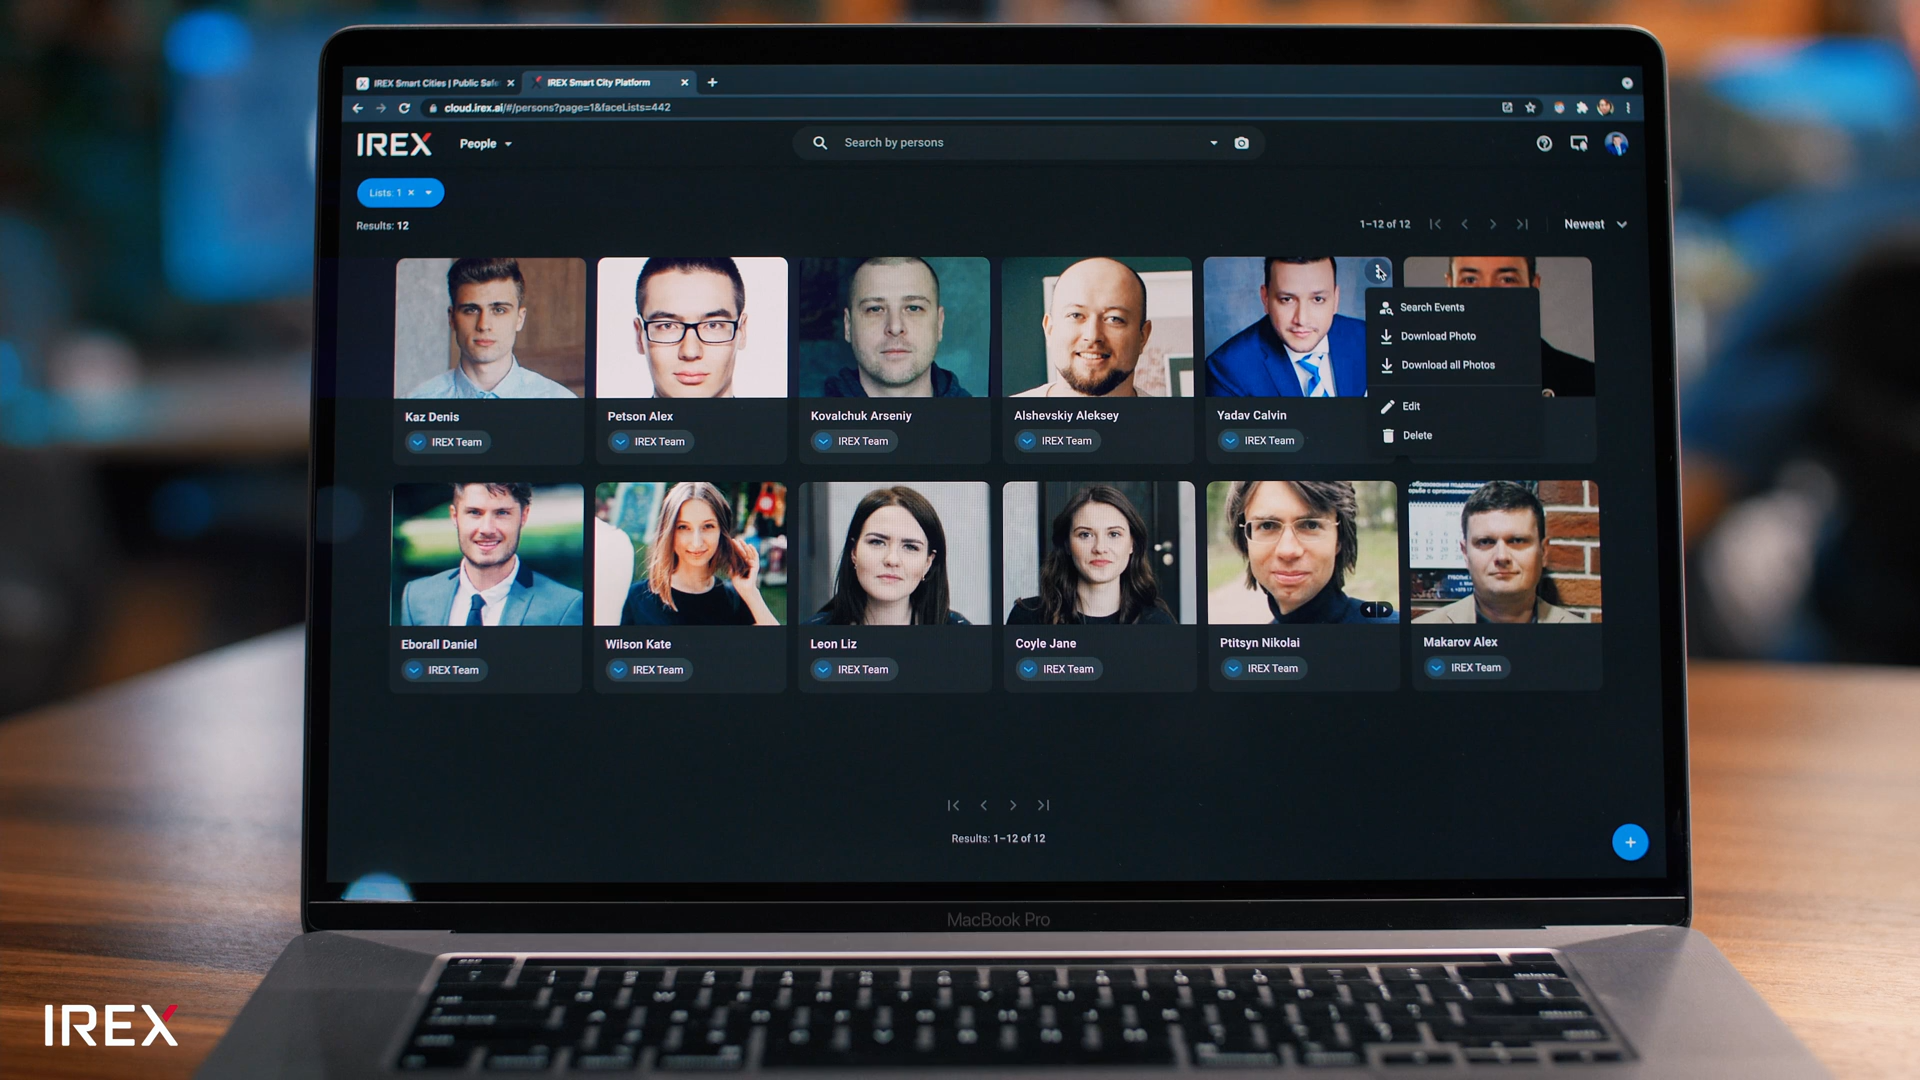 IREX Smart Cities | Public Safe
IREX Smart City Platform
cloud.irex.ai/#/persons?page=1&faceLists=442
IREX
People
Search by persons
Lists: 1
Results: 12
1–12 of 12
Newest
Search Events
Download Photo
Download all Photos
Edit
Delete
Kaz Denis
Petson Alex
Kovalchuk Arseniy
Alshevskiy Aleksey
Yadav Calvin
IREX Team
IREX Team
IREX Team
IREX Team
IREX Team
Eborall Daniel
Wilson Kate
Leon Liz
Coyle Jane
Ptitsyn Nikolai
Makarov Alex
IREX Team
IREX Team
IREX Team
IREX Team
IREX Team
IREX Team
Results: 1–12 of 12
MacBook Pro
IREX